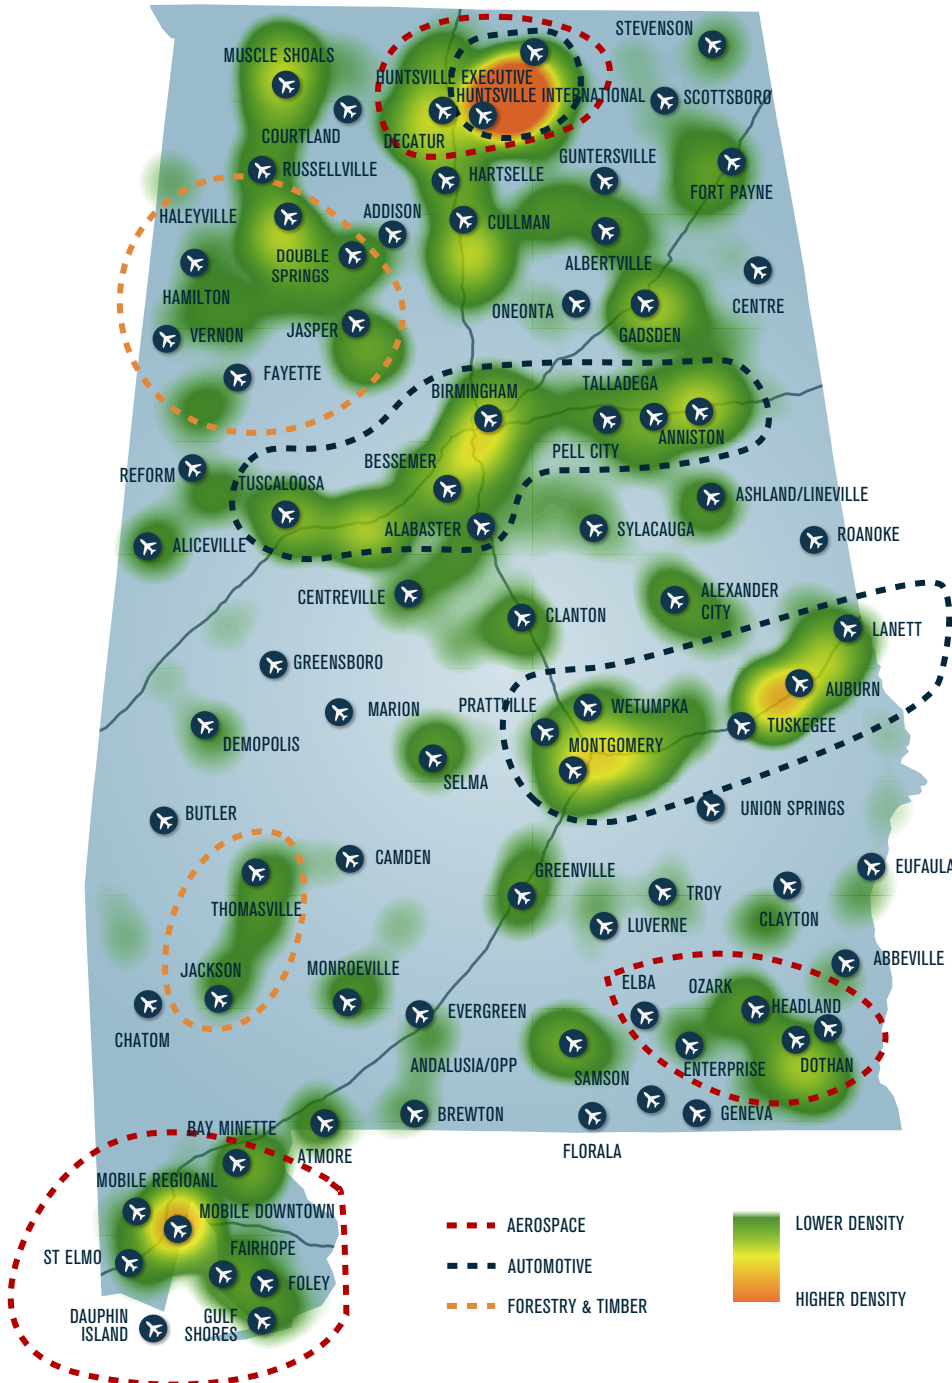 STEVENSON
MUSCLE SHOALS
HUNTSVILLE EXECUTIVE
HUNTSVILLE INTERNATIONAL
SCOTTSBORO
COURTLAND
DECATUR
GUNTERSVILLE
RUSSELLVILLE
HARTSELLE
FORT PAYNE
HALEYVILLE
ADDISON
CULLMAN
DOUBLE
SPRINGS
ALBERTVILLE
HAMILTON
ONEONTA
CENTRE
VERNON
JASPER
GADSDEN
FAYETTE
BIRMINGHAM
TALLADEGA
ANNISTON
PELL CITY
BESSEMER
REFORM
TUSCALOOSA
ASHLAND/LINEVILLE
ALABASTER
SYLACAUGA
ROANOKE
ALICEVILLE
CENTREVILLE
ALEXANDER
CITY
CLANTON
LANETT
GREENSBORO
AUBURN
PRATTVILLE
WETUMPKA
MARION
TUSKEGEE
DEMOPOLIS
MONTGOMERY
SELMA
UNION SPRINGS
BUTLER
CAMDEN
GREENVILLE
EUFAULA
TROY
THOMASVILLE
CLAYTON
LUVERNE
ABBEVILLE
JACKSON
MONROEVILLE
ELBA
OZARK
HEADLAND
EVERGREEN
CHATOM
ANDALUSIA/OPP
ENTERPRISE
DOTHAN
SAMSON
BREWTON
GENEVA
BAY MINETTE
ATMORE
FLORALA
MOBILE REGIOANL
MOBILE DOWNTOWN
FAIRHOPE
ST ELMO
FOLEY
DAUPHIN
ISLAND
GULF
SHORES
AEROSPACE
AUTOMOTIVE
FORESTRY & TIMBER
LOWER DENSITY
HIGHER DENSITY